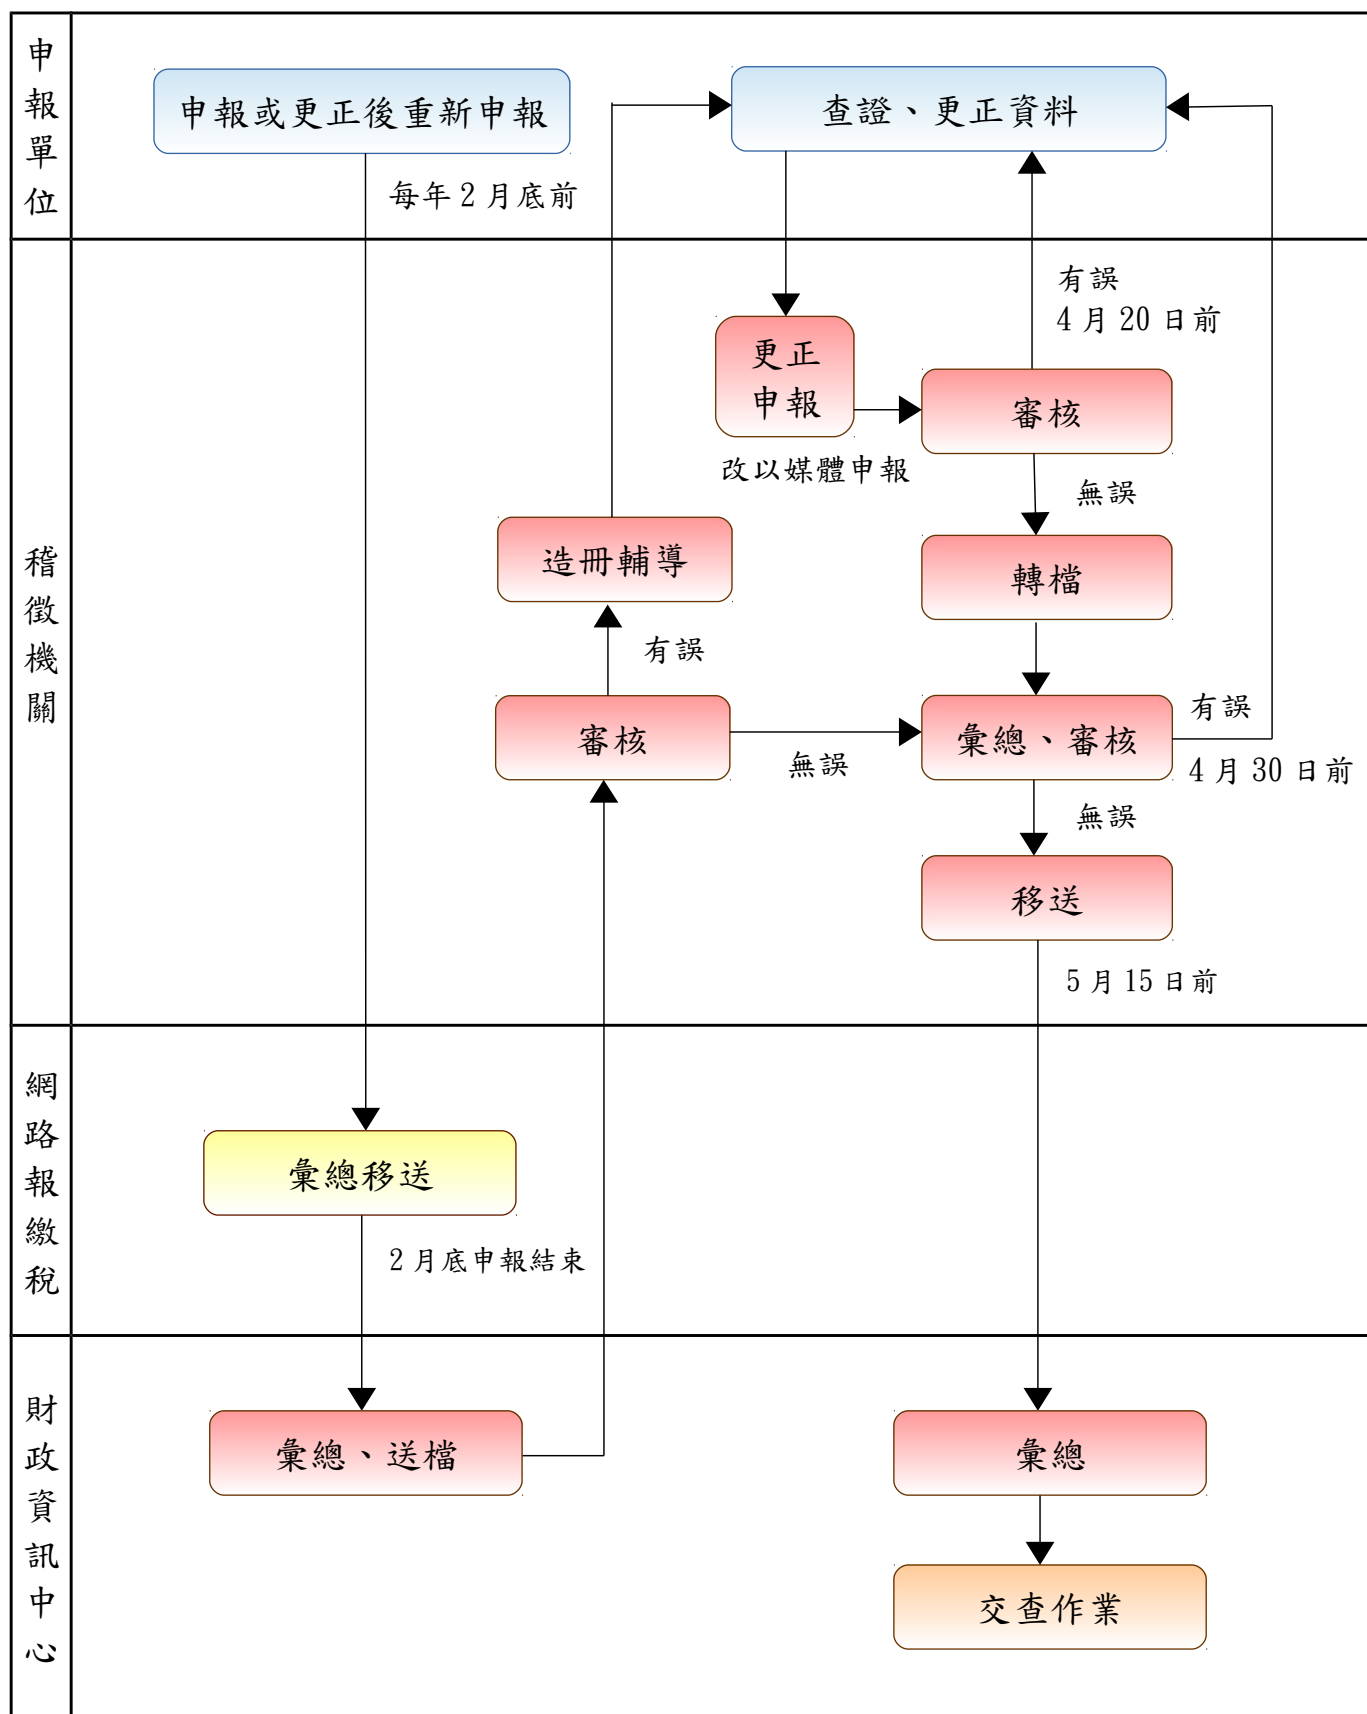 申報單位
申報或更正後重新申報
查證、更正資料
每年2月底前
稽徵機關
有誤
4月20日前
更正
申報
審核
改以媒體申報
無誤
造冊輔導
轉檔
有誤
審核
無誤
彙總、審核
有誤
4月30日前
無誤
移送
5月15日前
網路報繳稅
彙總移送
2月底申報結束
財政資訊中心
彙總、送檔
彙總
交查作業